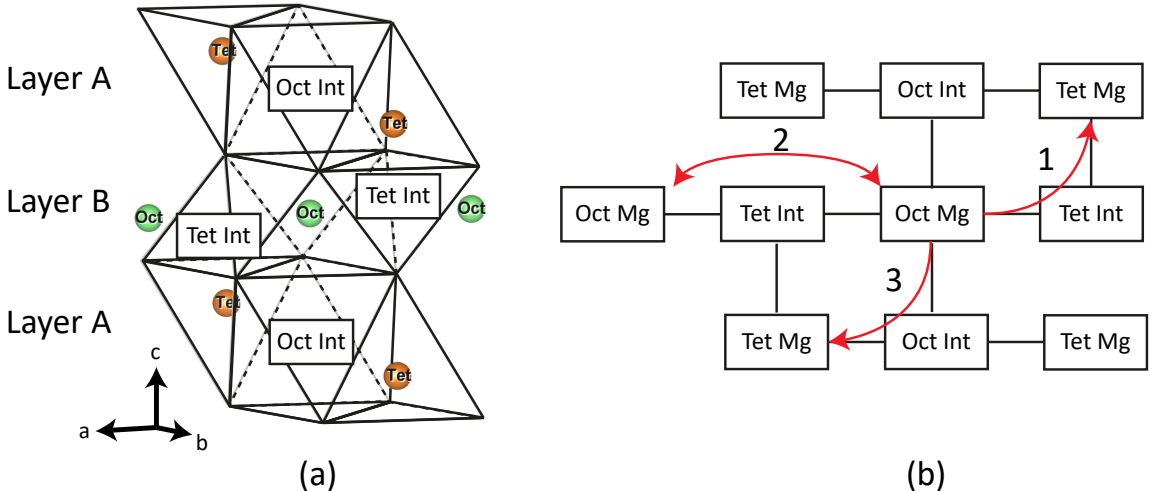 Layer A
Tet
Oct Int
Tet
Layer B
Oct
Tet Int
Oct
Tet Int
Oct
Layer A
Tet
Oct Int
Tet
c
a
b
(a)
Tet Mg
Oct Int
Tet Mg
2
1
Oct Mg
Tet Int
Oct Mg
Tet Int
3
Tet Mg
Oct Int
Tet Mg
(b)